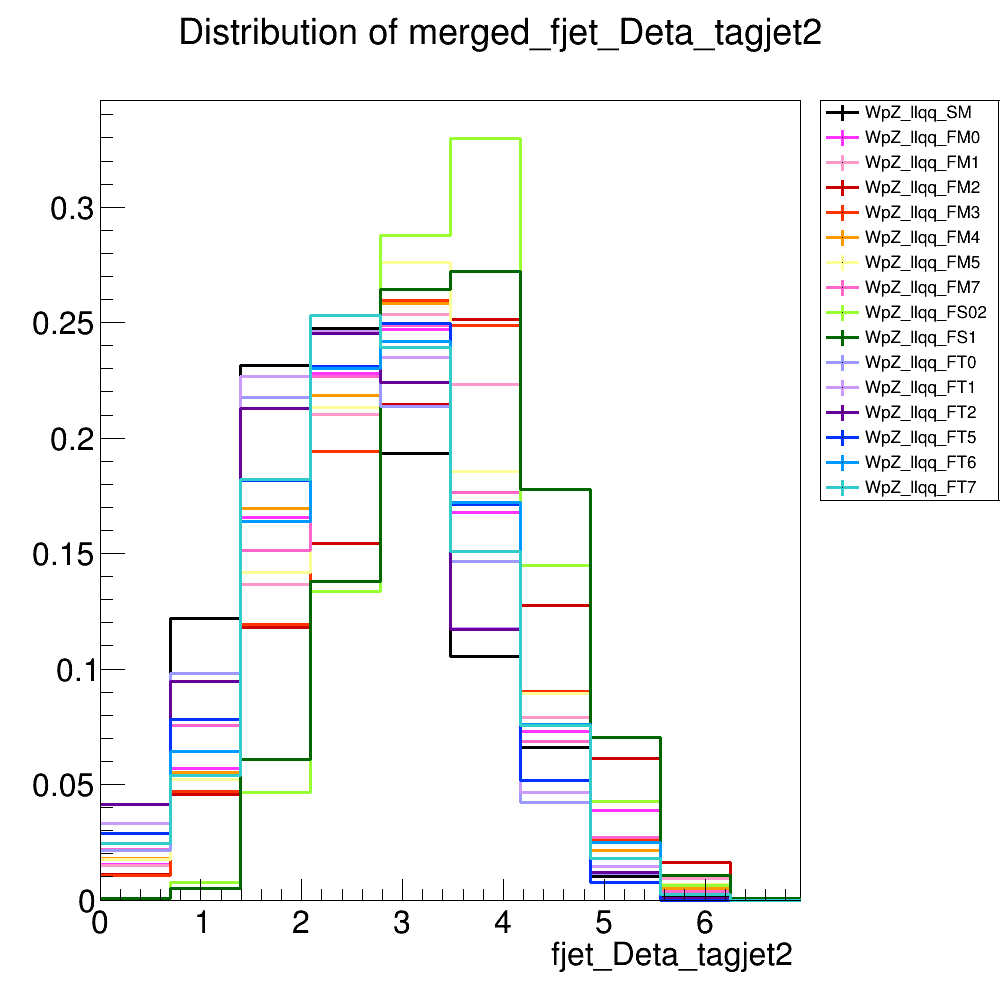 Distribution of merged_fjet_Deta_tagjet2
WpZ_llqq_SM
WpZ_llqq_FM0
WpZ_llqq_FM1
WpZ_llqq_FM2
WpZ_llqq_FM3
WpZ_llqq_FM4
WpZ_llqq_FM5
WpZ_llqq_FM7
WpZ_llqq_FS02
WpZ_llqq_FS1
WpZ_llqq_FT0
WpZ_llqq_FT1
WpZ_llqq_FT2
WpZ_llqq_FT5
WpZ_llqq_FT6
WpZ_llqq_FT7
0.3
0.25
0.2
0.15
0.1
0.05
0
0 1 2 3 4 5 6
fjet_Deta_tagjet2